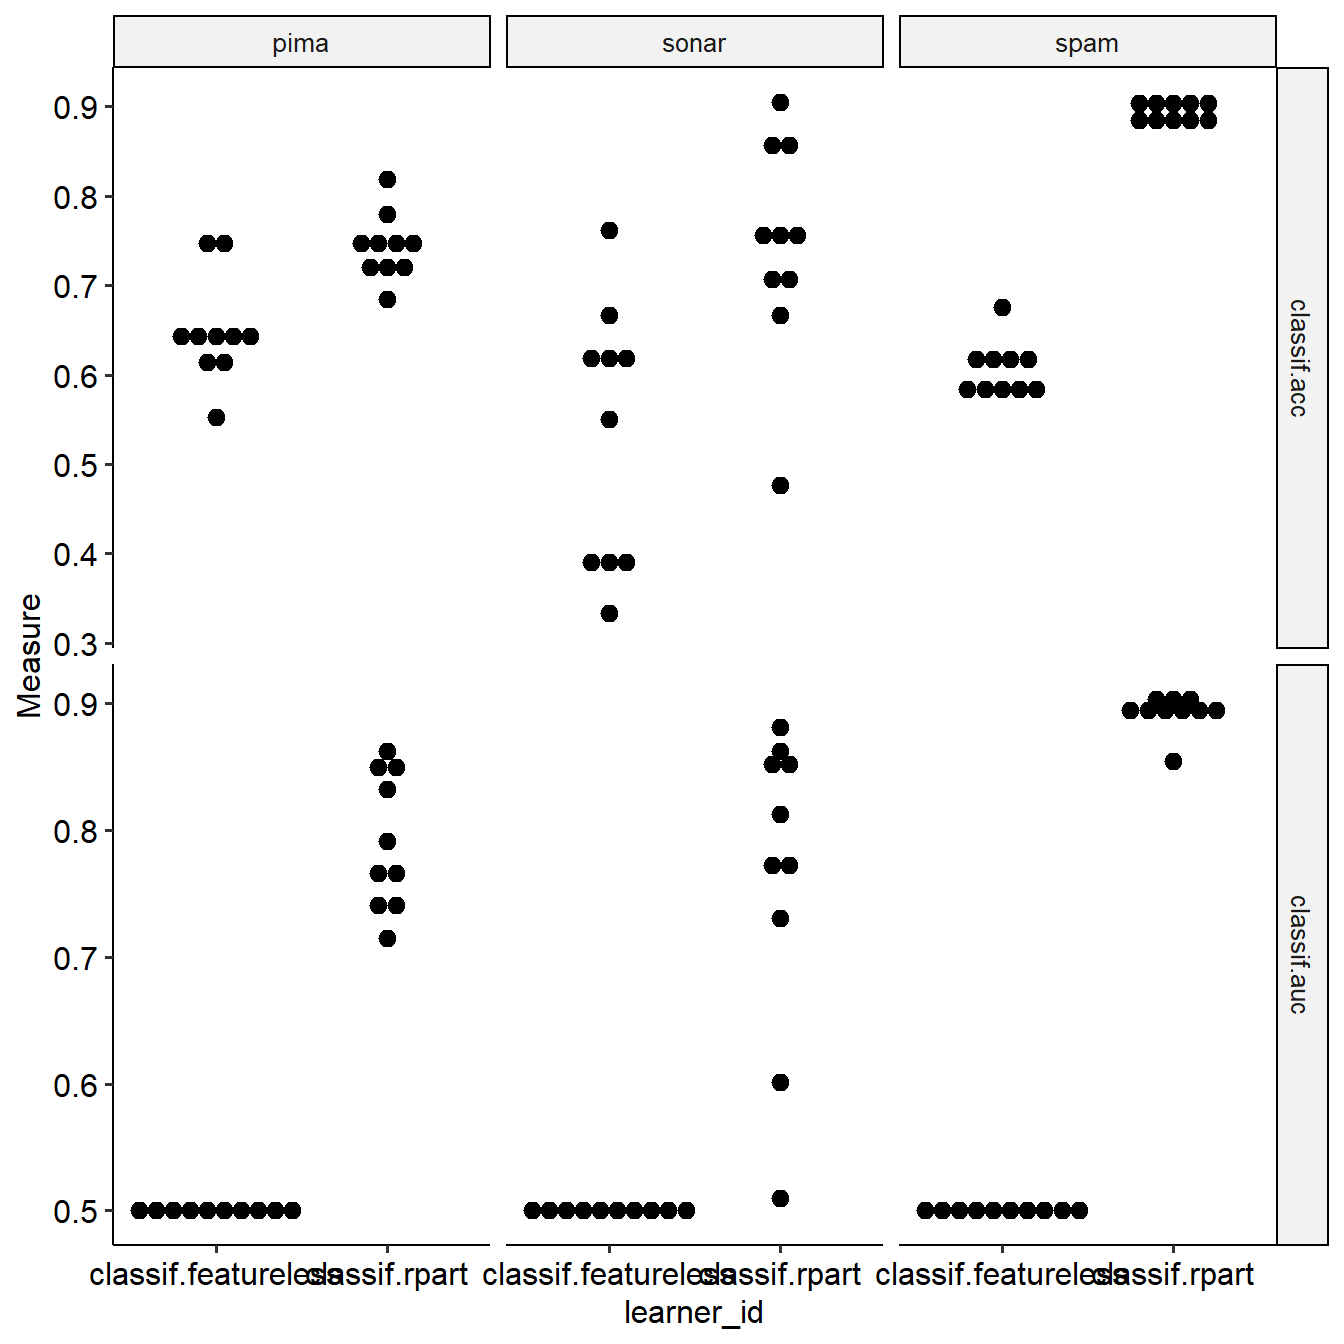 pima
sonar
spam
0.9
0.8
0.7
0.6
0.5
0.4
0.3
classif.acc
0.9
0.8
0.7
0.6
0.5
classif.auc
Measure
classif.featureless
classif.rpart
classif.featureless
classif.rpart
classif.featureless
classif.rpart
learner_id